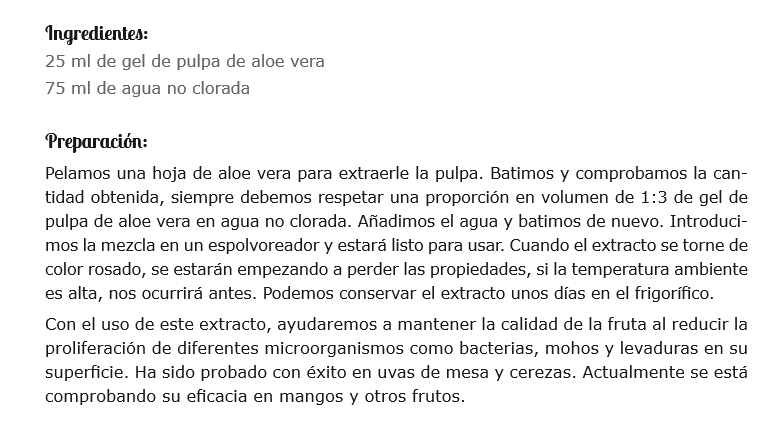 Ingredientes:
25 ml de gel de pulpa de aloe vera
75 ml de agua no clorada
Preparación:
Pelamos una hoja de aloe vera para extraerle la pulpa. Batimos y comprobamos la can-
tidad obtenida, siempre debemos respetar una proporción en volumen de 1:3 de gel de
pulpa de aloe vera en agua no clorada. Añadimos el agua y batimos de nuevo. Introduci-
mos la mezcla en un espolvoreador y estará listo para usar. Cuando el extracto se torne de
color rosado, se estarán empezando a perder las propiedades, si la temperatura ambiente
es alta, nos ocurrirá antes. Podemos conservar el extracto unos días en el frigorífico.
Con el uso de este extracto, ayudaremos a mantener la calidad de la fruta al reducir la
proliferación de diferentes microorganismos como bacterias, mohos y levaduras en su
superficie. Ha sido probado con éxito en uvas de mesa y cerezas. Actualmente se está
comprobando su eficacia en mangos y otros frutos.